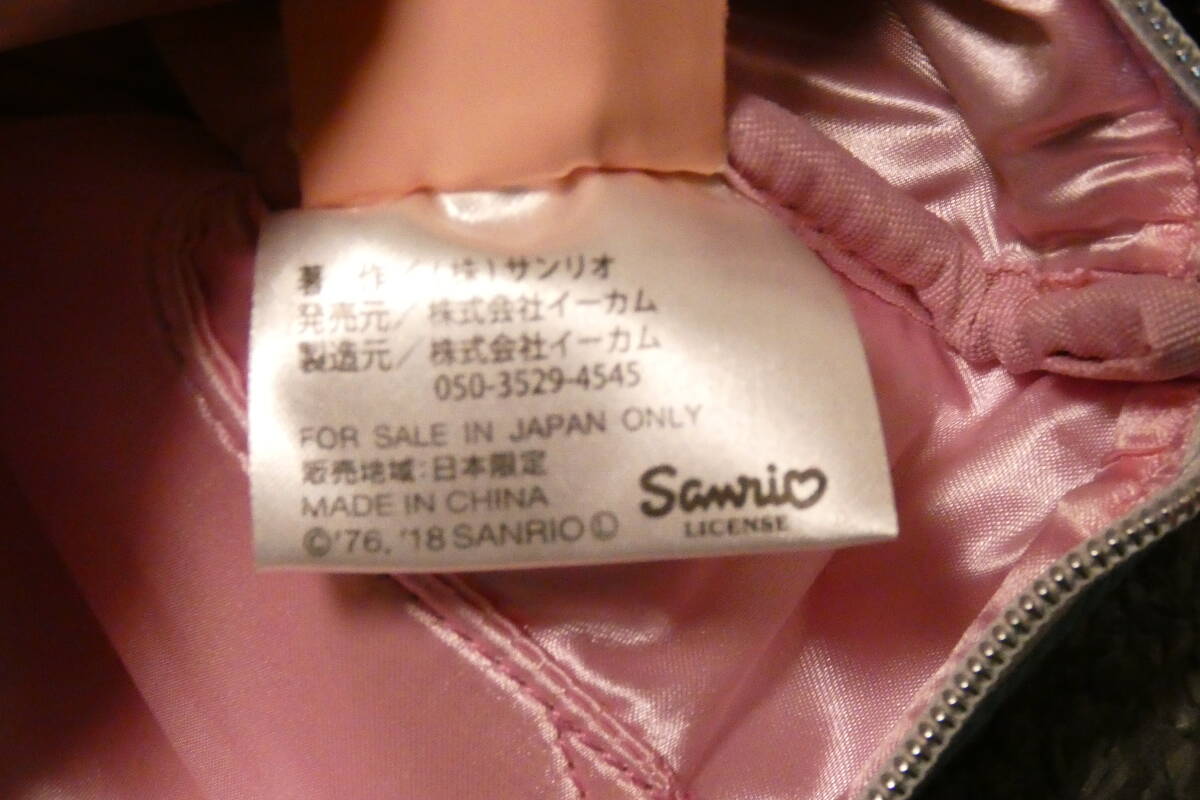 著 作/(株)サンリオ
発売元/株式会社イーカム
製造元/株式会社イーカム
050-3529-4545
FOR SALE IN JAPAN ONLY
販売地域:日本限定
MADE IN CHINA
©'76, '18 SANRIO Ⓛ
Sanrio
LICENSE